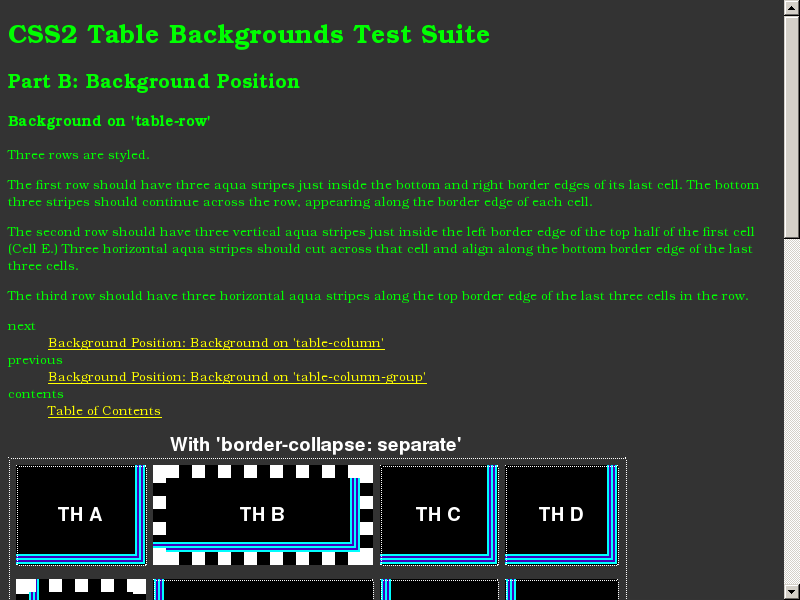 CSS2 Table Backgrounds Test Suite
Part B: Background Position
Background on 'table-row'
Three rows are styled.
The first row should have three aqua stripes just inside the bottom and right border edges of its last cell. The bottom
three stripes should continue across the row, appearing along the border edge of each cell.
The second row should have three vertical aqua stripes just inside the left border edge of the top half of the first cell
(Cell E.) Three horizontal aqua stripes should cut across that cell and align along the bottom border edge of the last
three cells.
The third row should have three horizontal aqua stripes along the top border edge of the last three cells in the row.
next
Background Position: Background on 'table-column'
previous
Background Position: Background on 'table-column-group'
contents
Table of Contents
With 'border-collapse: separate'
TH A TH B TH C TH D